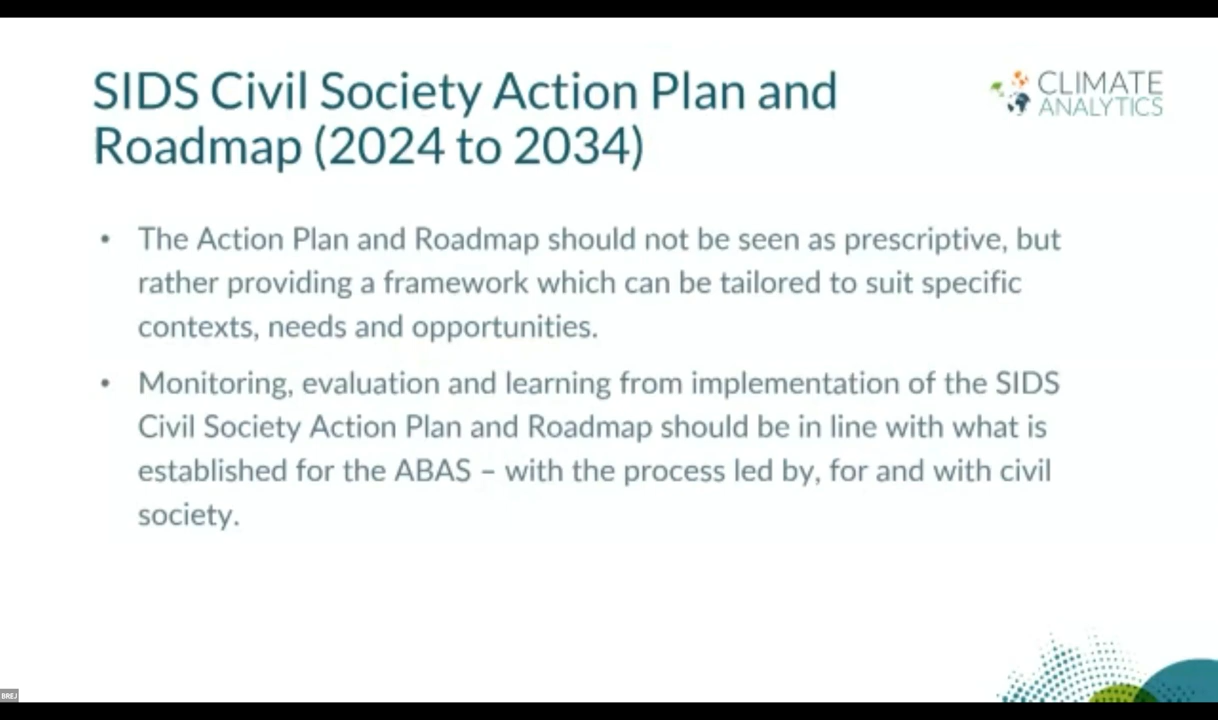 SIDS Civil Society Action Plan and
Roadmap (2024 to 2034)
CLIMATE
ANALYTICS
• The Action Plan and Roadmap should not be seen as prescriptive, but
rather providing a framework which can be tailored to suit specific
contexts, needs and opportunities.
• Monitoring, evaluation and learning from implementation of the SIDS
Civil Society Action Plan and Roadmap should be in line with what is
established for the ABAS – with the process led by, for and with civil
society.
BREJ